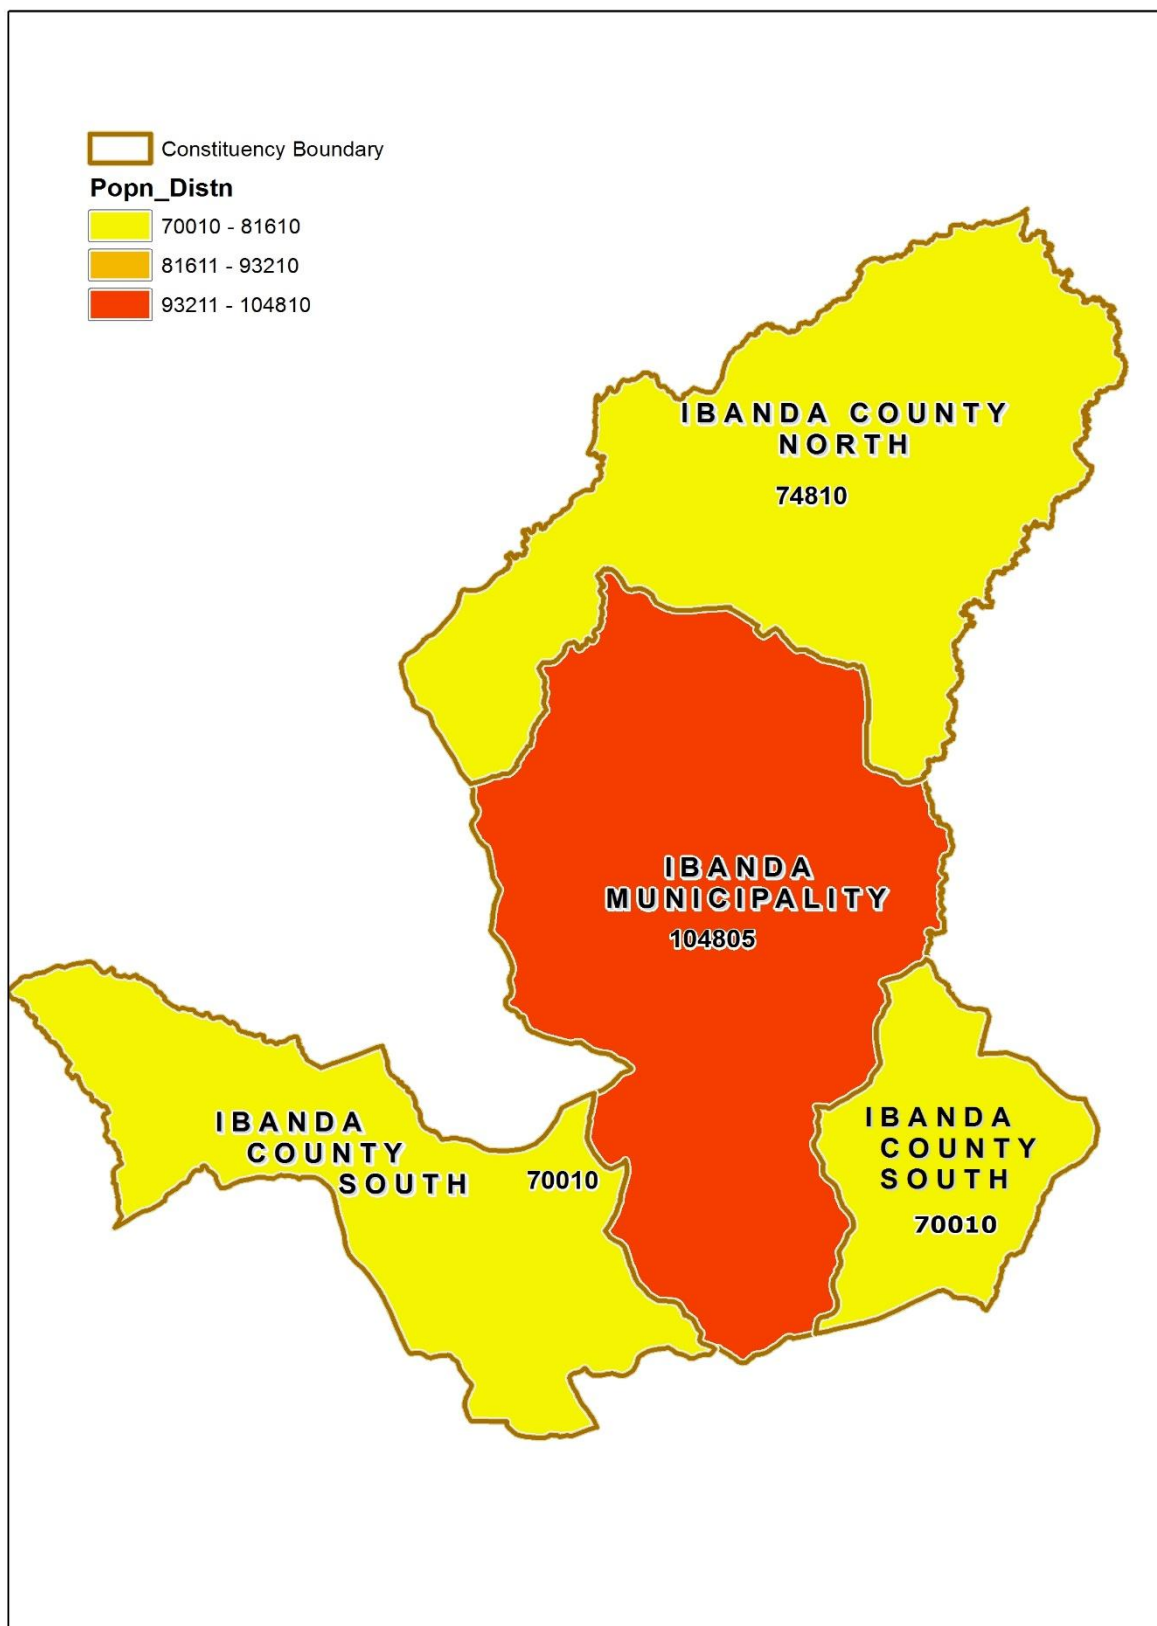 Constituency Boundary
Popn_Distn
70010 - 81610
81611 - 93210
93211 - 104810
IBANDA COUNTY
NORTH
74810
IBANDA
MUNICIPALITY
104805
IBANDA
COUNTY
SOUTH
70010
IBANDA
COUNTY
SOUTH
70010